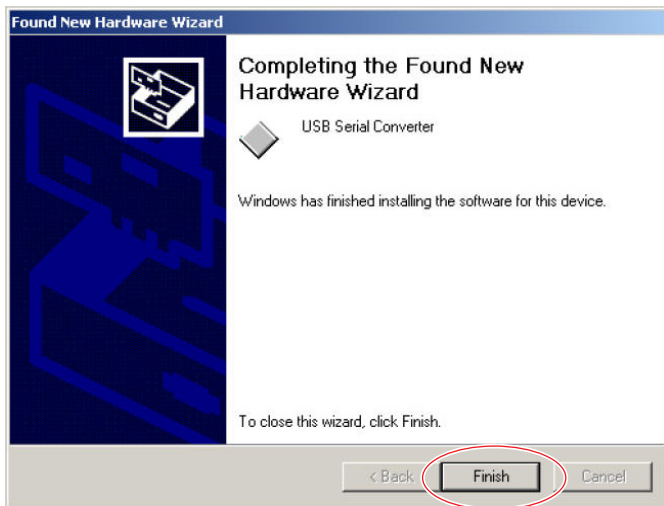 Found New Hardware Wizard
Completing the Found New
Hardware Wizard
USB Serial Converter
Windows has finished installing the software for this device.
To close this wizard, click Finish.
< Back
Finish
Cancel